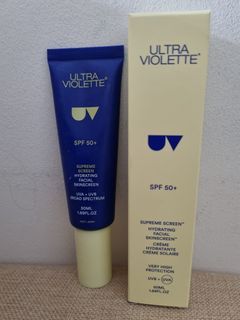 ULTRA
VIOLETTE
UV
SPF 50+
SUPREME
SCREEN
HYDRATING
FACIAL
SKINSCREEN
UVA + UVB
BROAD SPECTRUM
50ML
1.69FL.OZ
ULTRA
VIOLETTE
UV
SPF 50+
SUPREME SCREEN™
HYDRATING
FACIAL
SKINSCREEN™
CRÈME
HYDRATANTE
CRÈME SOLAIRE
VERY HIGH
PROTECTION
UVB + UVA
50ML
1.69FL.OZ